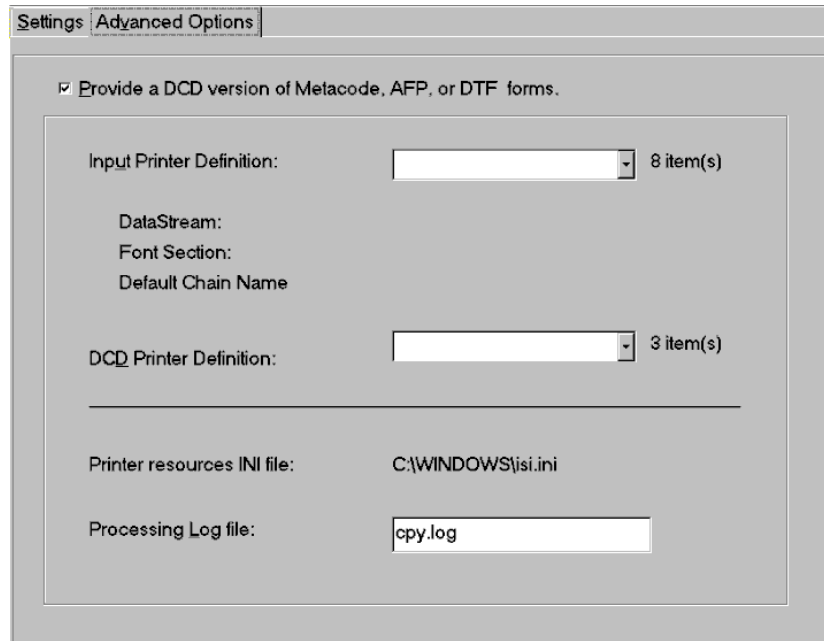 Settings Advanced Options
Provide a DCD version of Metacode, AFP, or DTF forms.
Input Printer Definition: 8 item(s)
DataStream:
Font Section:
Default Chain Name
DCD Printer Definition: 3 item(s)
Printer resources INI file: C:\WINDOWS\isi.ini
Processing Log file: cpy.log